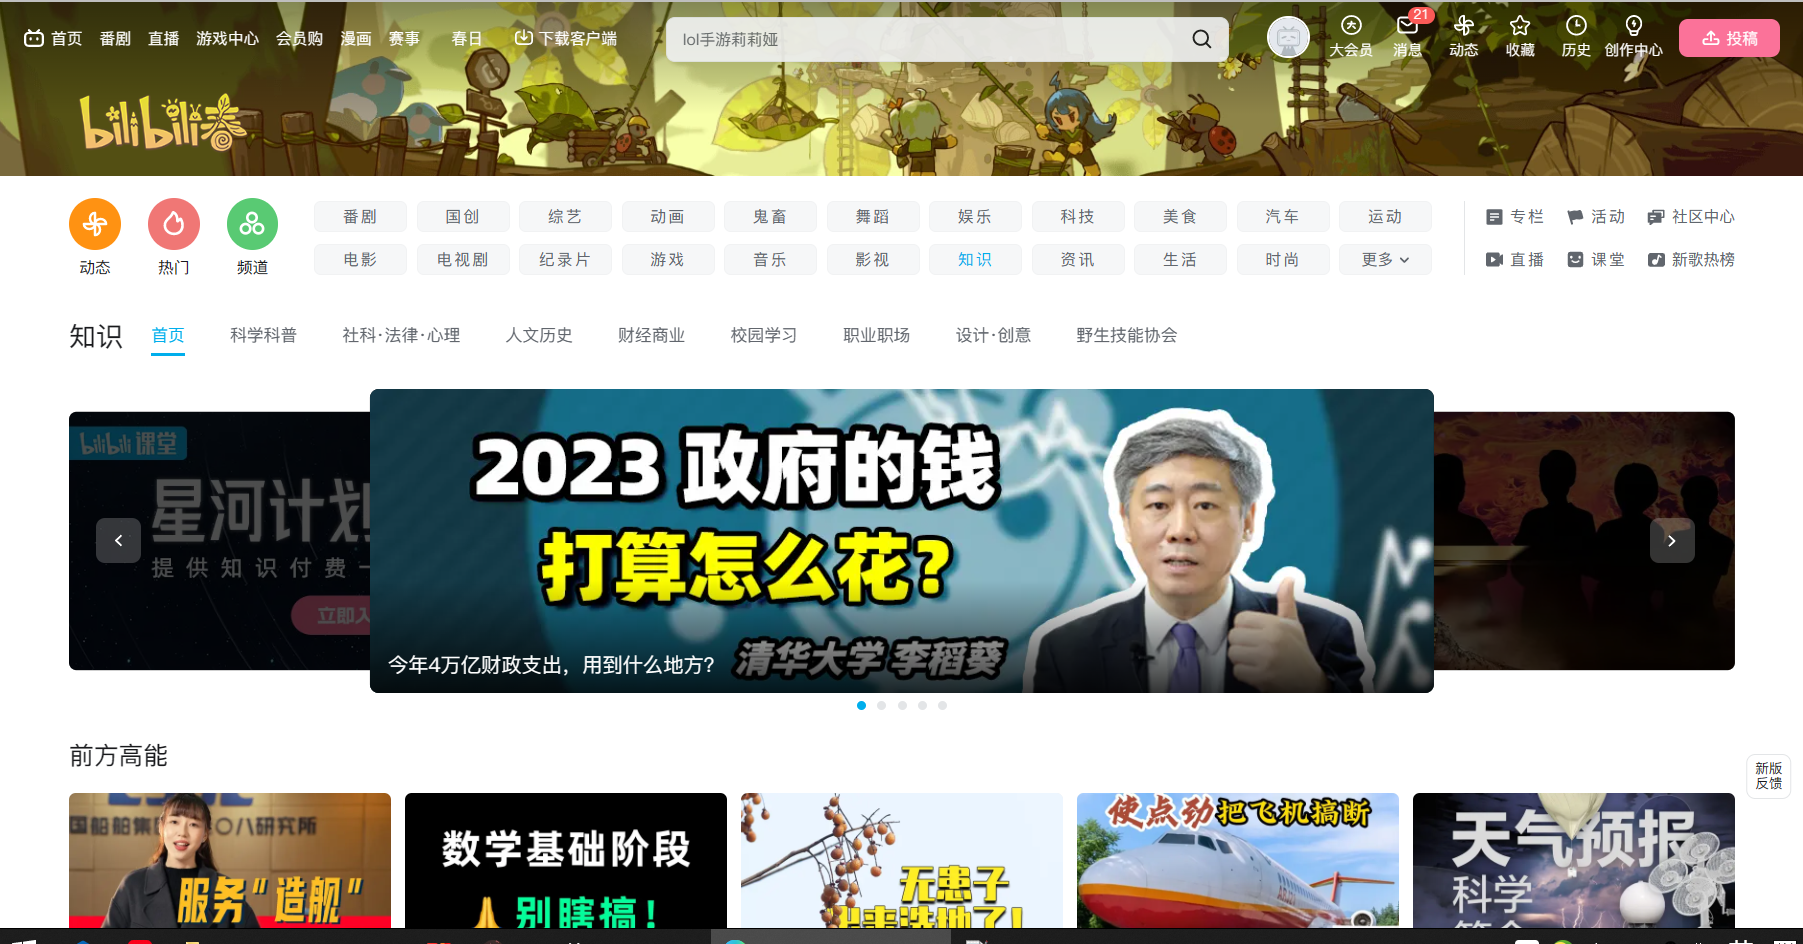 首页 番剧 直播 游戏中心 会员购 漫画 赛事 春日 下载客户端
lol手游莉莉娅
大会员 消息 21 动态 收藏 历史 创作中心 投稿
bilibili春
动态 热门 频道
番剧 国创 综艺 动画 鬼畜 舞蹈 娱乐 科技 美食 汽车 运动
电影 电视剧 纪录片 游戏 音乐 影视 知识 资讯 生活 时尚 更多
专栏 活动 社区中心
直播 课堂 新歌热榜
知识 首页 科学科普 社科·法律·心理 人文历史 财经商业 校园学习 职业职场 设计·创意 野生技能协会
bilibili 课堂
星河计划
提供知识付费一
立即入
2023 政府的钱
打算怎么花?
清华大学 李稻葵
今年4万亿财政支出，用到什么地方?
前方高能
新版
反馈
国船舶集
〇八研究所
服务“造舰”
数学基础阶段
别瞎搞!
无患子
使点劲把飞机搞断
天气预报
科学